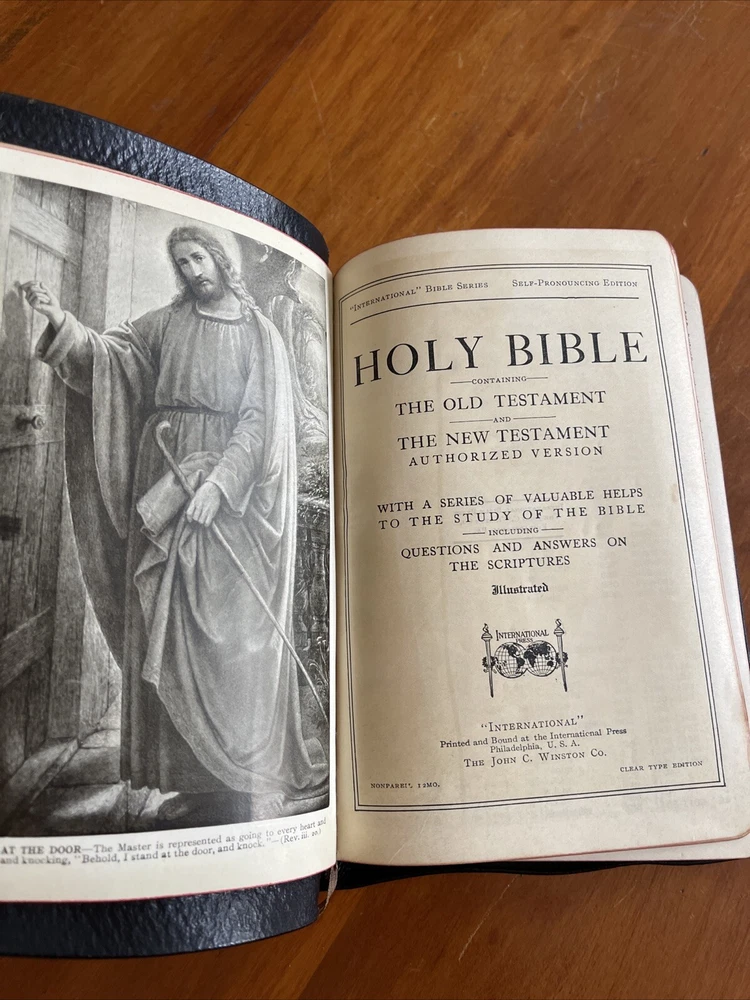 AT THE DOOR—The Master is represented as going to every heart and
and knocking, "Behold, I stand at the door, and knock."—(Rev. iii. 20.)
"INTERNATIONAL" BIBLE SERIES SELF-PRONOUNCING EDITION
HOLY BIBLE
CONTAINING
THE OLD TESTAMENT
AND
THE NEW TESTAMENT
AUTHORIZED VERSION
WITH A SERIES OF VALUABLE HELPS
TO THE STUDY OF THE BIBLE
INCLUDING
QUESTIONS AND ANSWERS ON
THE SCRIPTURES
Illustrated
INTERNATIONAL
PRESS
"INTERNATIONAL"
Printed and Bound at the International Press
Philadelphia, U. S. A.
THE JOHN C. WINSTON CO.
NONPAREIL 12MO. CLEAR TYPE EDITION